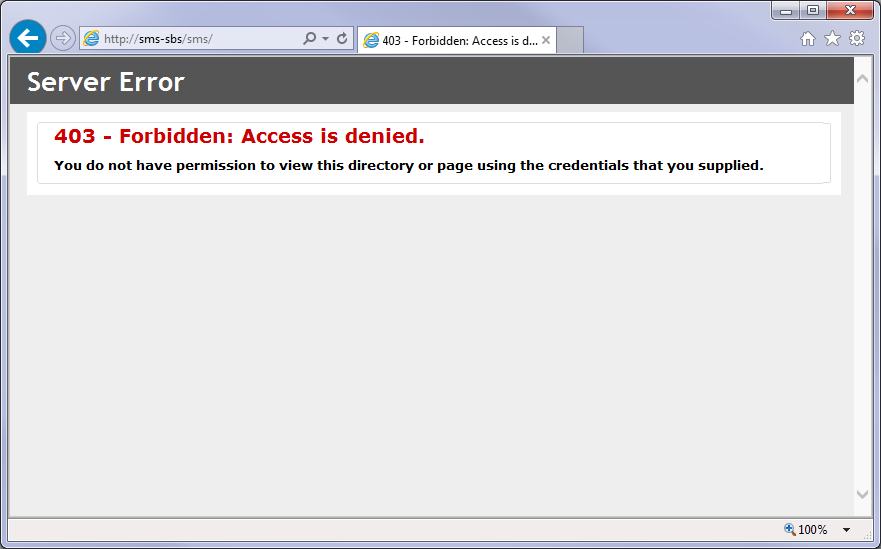 http://sms-sbs/sms/
403 - Forbidden: Access is d...
Server Error
403 - Forbidden: Access is denied.
You do not have permission to view this directory or page using the credentials that you supplied.
100%